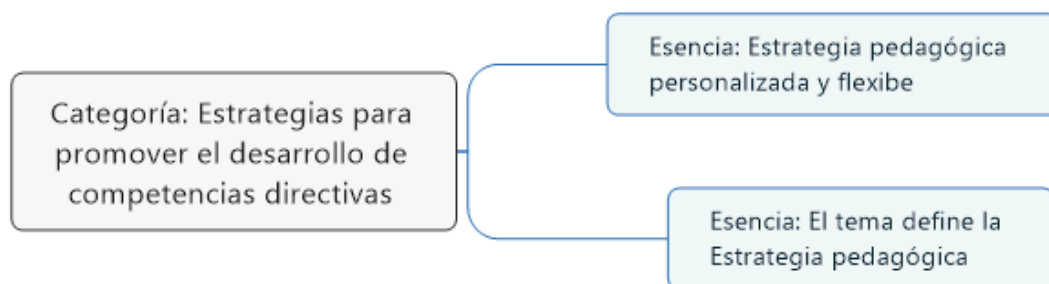 Categoría: Estrategias para
promover el desarrollo de
competencias directivas
Esencia: Estrategia pedagógica
personalizada y flexibe
Esencia: El tema define la
Estrategia pedagógica